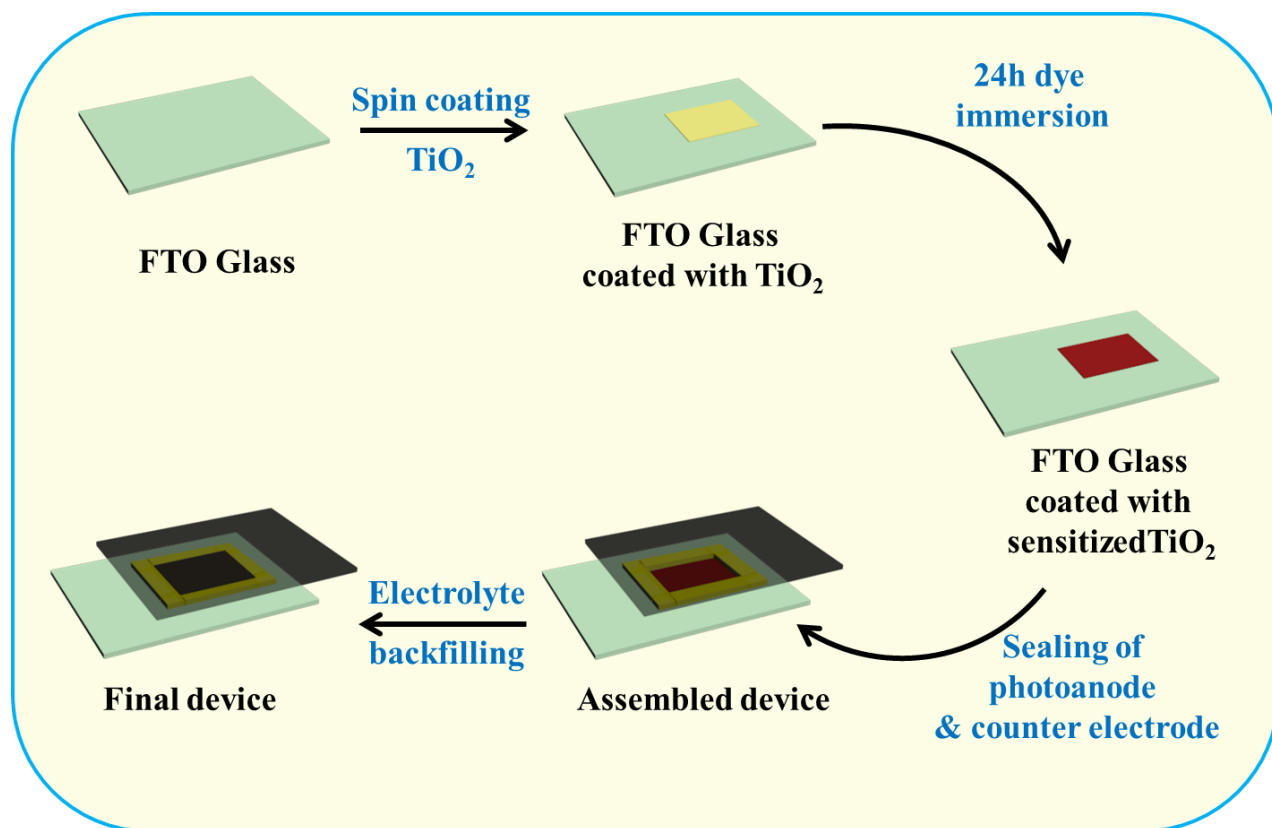 Spin coating
TiO₂
FTO Glass
FTO Glass
coated with TiO₂
24h dye
immersion
FTO Glass
coated with
sensitizedTiO₂
Sealing of
photoanode
& counter electrode
Assembled device
Electrolyte
backfilling
Final device